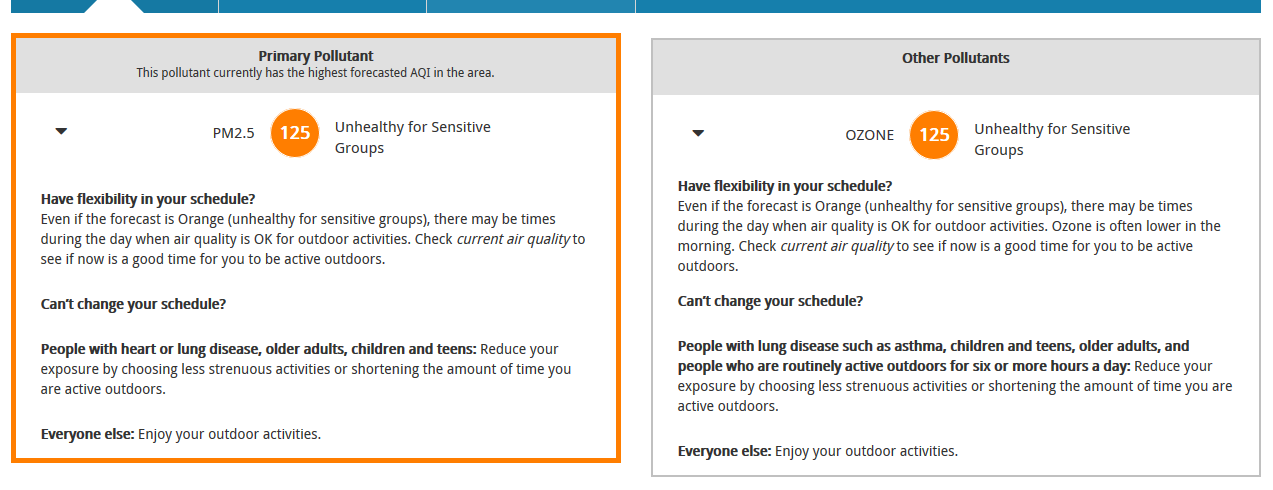 Primary Pollutant
This pollutant currently has the highest forecasted AQI in the area.
PM2.5
125
Unhealthy for Sensitive
Groups
Have flexibility in your schedule?
Even if the forecast is Orange (unhealthy for sensitive groups), there may be times
during the day when air quality is OK for outdoor activities. Check current air quality to
see if now is a good time for you to be active outdoors.
Can't change your schedule?
People with heart or lung disease, older adults, children and teens: Reduce your
exposure by choosing less strenuous activities or shortening the amount of time you
are active outdoors.
Everyone else: Enjoy your outdoor activities.
Other Pollutants
OZONE
125
Unhealthy for Sensitive
Groups
Have flexibility in your schedule?
Even if the forecast is Orange (unhealthy for sensitive groups), there may be times
during the day when air quality is OK for outdoor activities. Ozone is often lower in the
morning. Check current air quality to see if now is a good time for you to be active
outdoors.
Can't change your schedule?
People with lung disease such as asthma, children and teens, older adults, and
people who are routinely active outdoors for six or more hours a day: Reduce your
exposure by choosing less strenuous activities or shortening the amount of time you are
active outdoors.
Everyone else: Enjoy your outdoor activities.